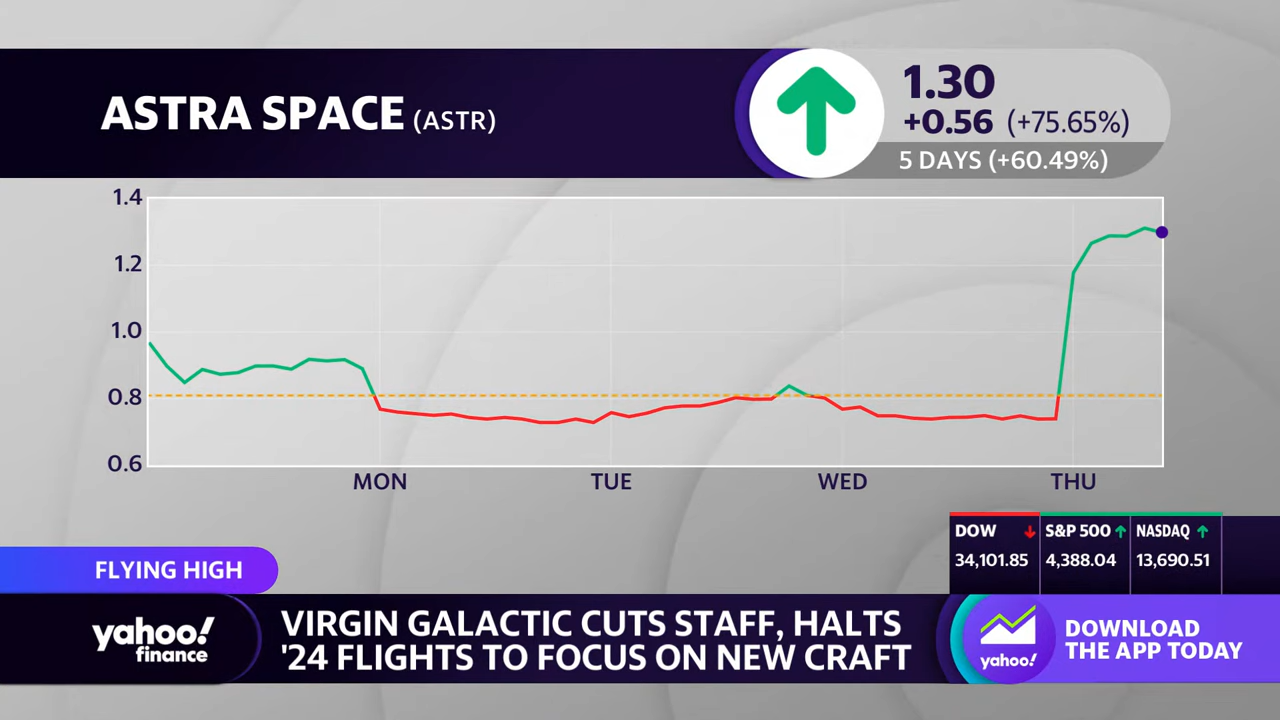 ASTRA SPACE (ASTR)
1.30
+0.56 (+75.65%)
5 DAYS (+60.49%)
1.4
1.2
1.0
0.8
0.6
MON TUE WED THU
DOW S&P 500 NASDAQ
34,101.85 4,388.04 13,690.51
FLYING HIGH
yahoo!
finance
VIRGIN GALACTIC CUTS STAFF, HALTS
'24 FLIGHTS TO FOCUS ON NEW CRAFT
yahoo!
DOWNLOAD
THE APP TODAY